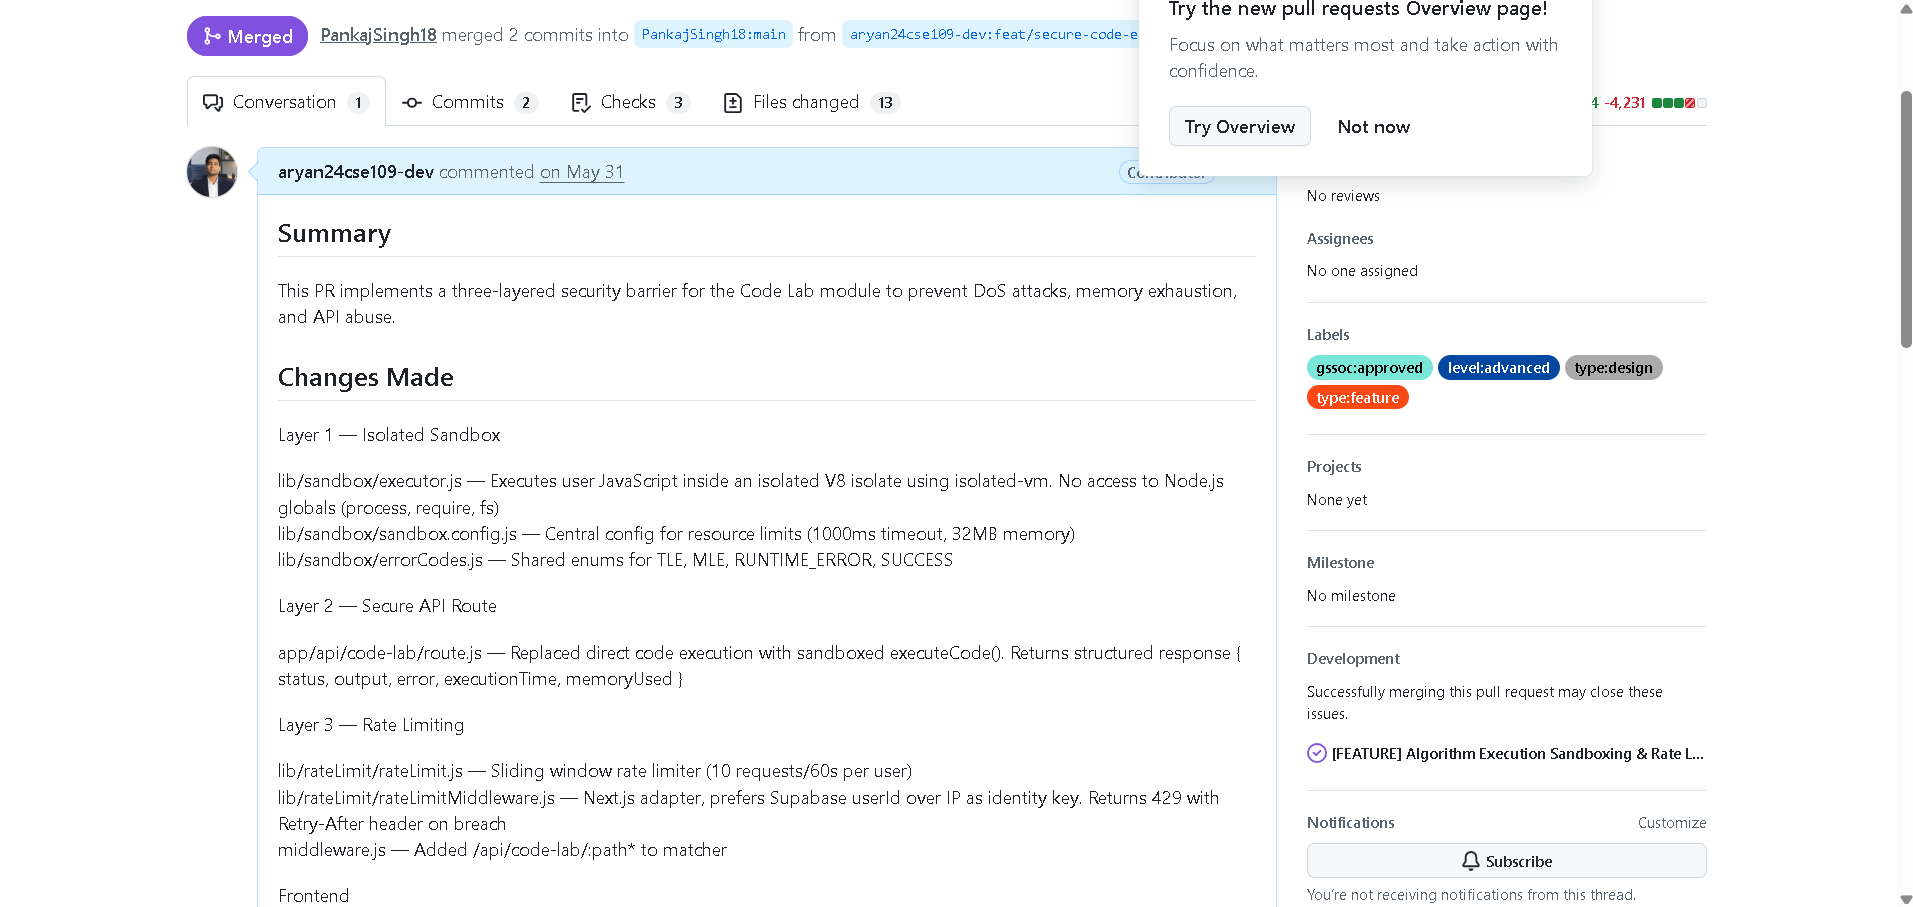 Try the new pull requests Overview page!
Focus on what matters most and take action with
confidence.
Try Overview
Not now
Merged
PankajSingh18 merged 2 commits into PankajSingh18:main from aryan24cse109-dev:feat/secure-code-e
Conversation 1
Commits 2
Checks 3
Files changed 13
4 -4,231
aryan24cse109-dev commented on May 31
Summary
This PR implements a three-layered security barrier for the Code Lab module to prevent DoS attacks, memory exhaustion,
and API abuse.
Changes Made
Layer 1 — Isolated Sandbox
lib/sandbox/executor.js — Executes user JavaScript inside an isolated V8 isolate using isolated-vm. No access to Node.js
globals (process, require, fs)
lib/sandbox/sandbox.config.js — Central config for resource limits (1000ms timeout, 32MB memory)
lib/sandbox/errorCodes.js — Shared enums for TLE, MLE, RUNTIME_ERROR, SUCCESS
Layer 2 — Secure API Route
app/api/code-lab/route.js — Replaced direct code execution with sandboxed executeCode(). Returns structured response {
status, output, error, executionTime, memoryUsed }
Layer 3 — Rate Limiting
lib/rateLimit/rateLimit.js — Sliding window rate limiter (10 requests/60s per user)
lib/rateLimit/rateLimitMiddleware.js — Next.js adapter, prefers Supabase userId over IP as identity key. Returns 429 with
Retry-After header on breach
middleware.js — Added /api/code-lab/:path* to matcher
Frontend
No reviews
Assignees
No one assigned
Labels
gssoc:approved level:advanced type:design
type:feature
Projects
None yet
Milestone
No milestone
Development
Successfully merging this pull request may close these
issues.
[FEATURE] Algorithm Execution Sandboxing & Rate L...
Notifications
Customize
Subscribe
You're not receiving notifications from this thread.